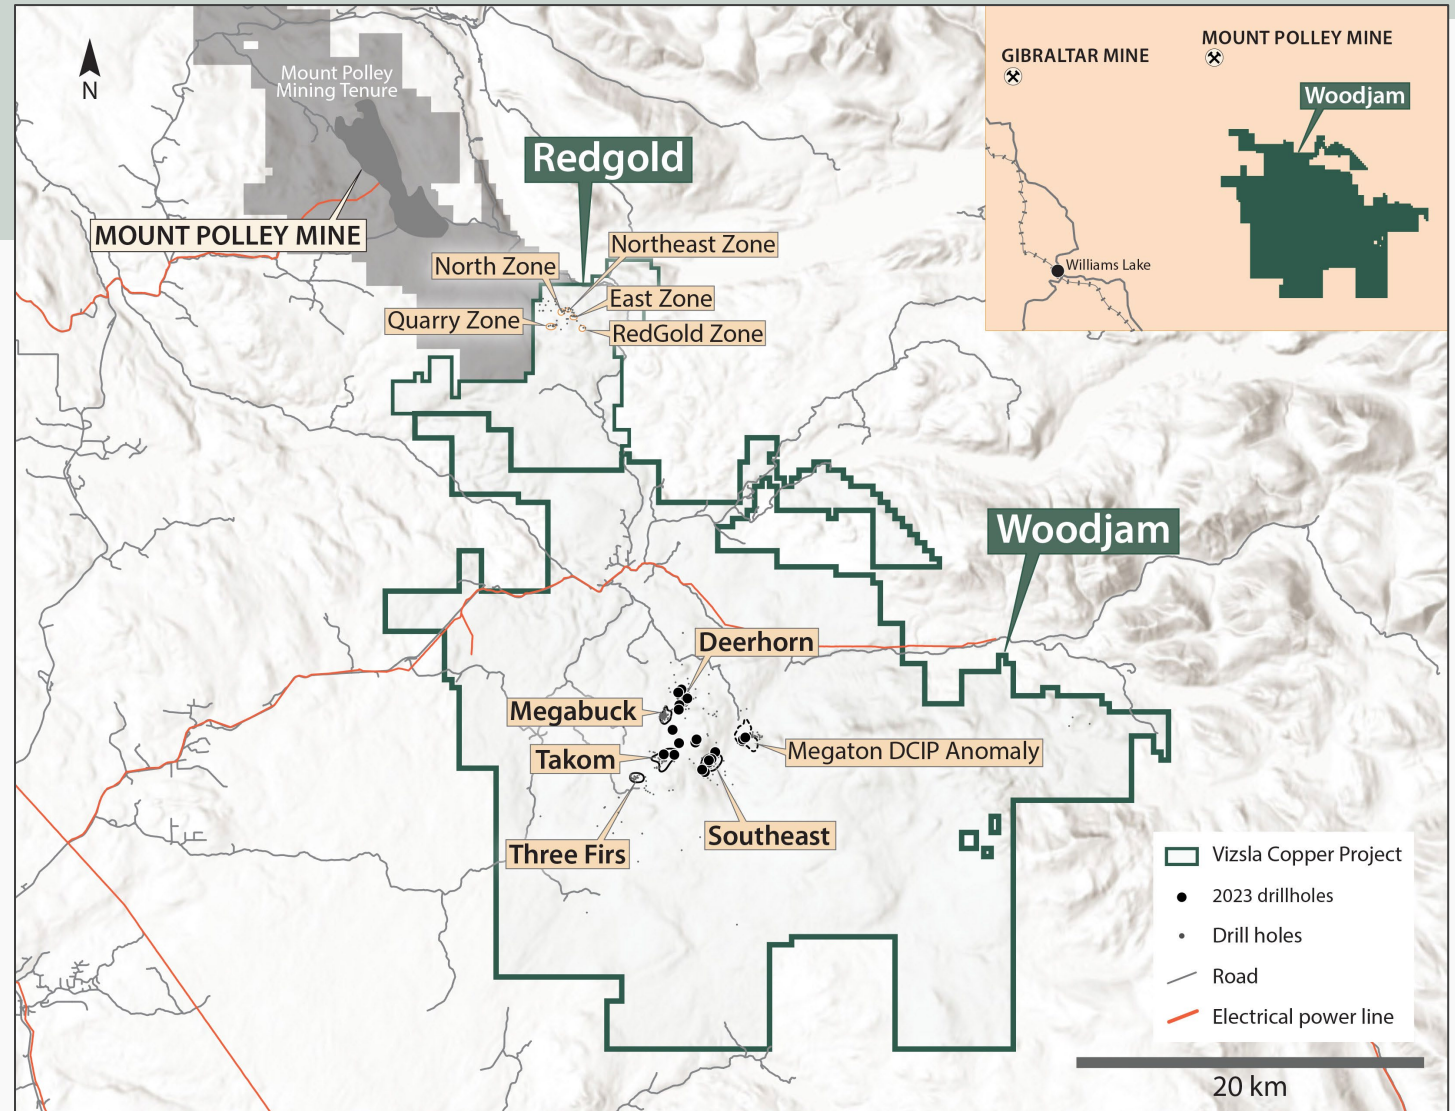 N
Mount Polley
Mining Tenure
MOUNT POLLEY MINE
Redgold
North Zone
Northeast Zone
East Zone
Quarry Zone
RedGold Zone
GIBRALTAR MINE
MOUNT POLLEY MINE
Woodjam
Williams Lake
Woodjam
Deerhorn
Megabuck
Takom
Megaton DCIP Anomaly
Three Firs
Southeast
Vizsla Copper Project
2023 drillholes
Drill holes
Road
Electrical power line
20 km